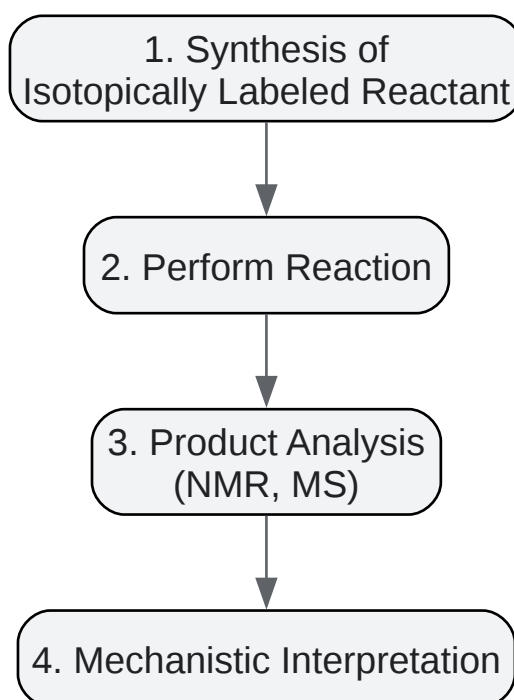 1. Synthesis of
Isotopically Labeled Reactant
2. Perform Reaction
3. Product Analysis
(NMR, MS)
4. Mechanistic Interpretation